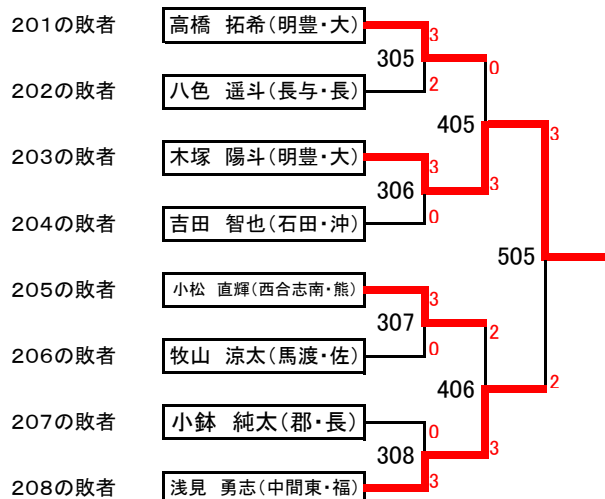 201の敗者 高橋 拓希(明豊・大) 3
305 0
202の敗者 八色 遥斗(長与・長) 2
405 3
203の敗者 木塚 陽斗(明豊・大) 3
306 3
204の敗者 吉田 智也(石田・沖) 0
505
205の敗者 小松 直輝(西合志南・熊) 3
307 2
206の敗者 牧山 涼太(馬渡・佐) 0
406 2
207の敗者 小鉢 純太(郡・長) 0
308 3
208の敗者 浅見 勇志(中間東・福) 3